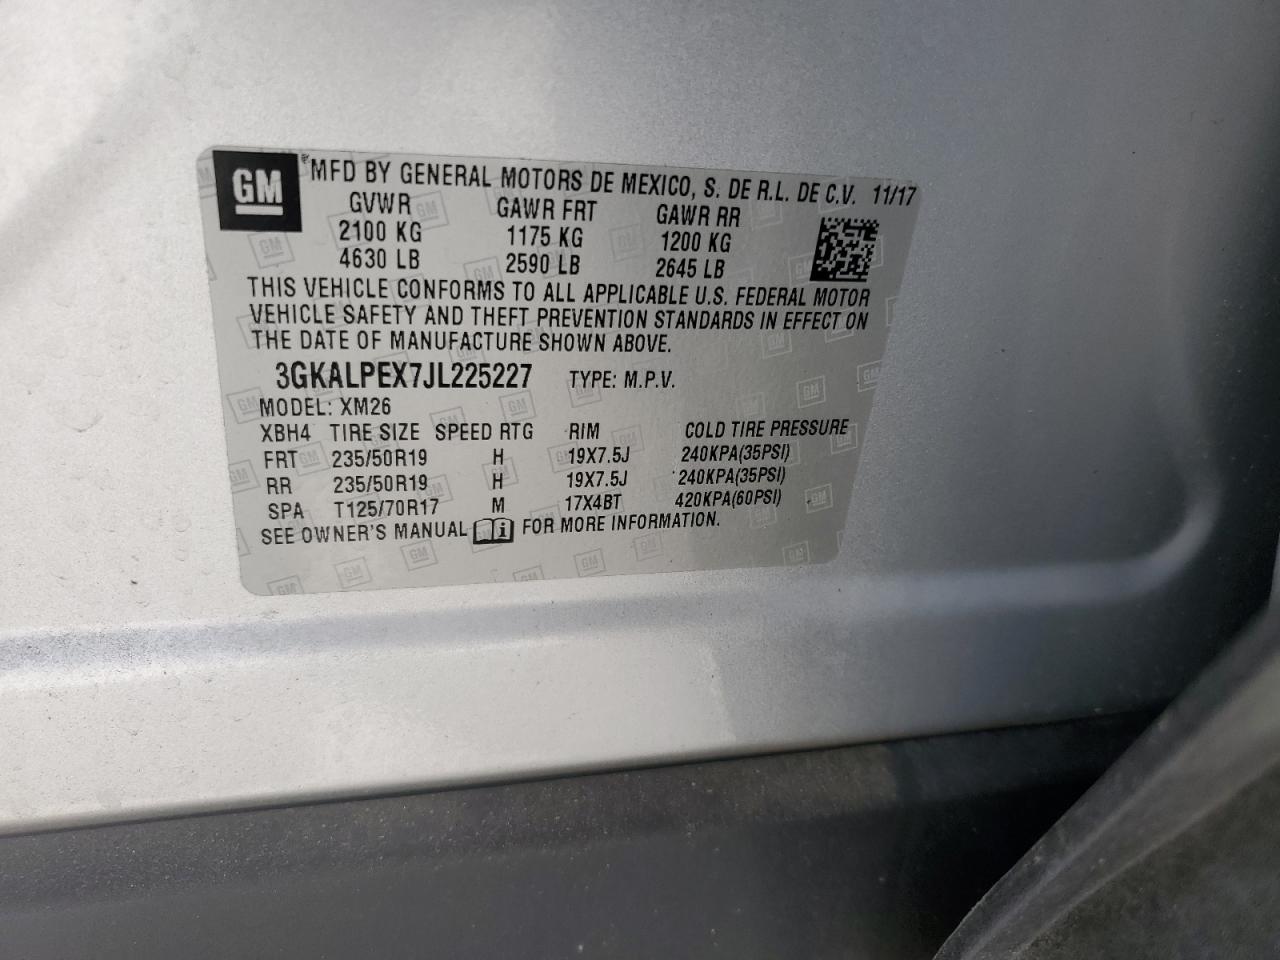 GM MFD BY GENERAL MOTORS DE MEXICO, S. DE R.L. DE C.V. 11/17
GVWR GAWR FRT GAWR RR
2100 KG 1175 KG 1200 KG
4630 LB 2590 LB 2645 LB
THIS VEHICLE CONFORMS TO ALL APPLICABLE U.S. FEDERAL MOTOR
VEHICLE SAFETY AND THEFT PREVENTION STANDARDS IN EFFECT ON
THE DATE OF MANUFACTURE SHOWN ABOVE.
3GKALPEX7JL225227 TYPE: M.P.V.
MODEL: XM26
XBH4 TIRE SIZE SPEED RTG RIM COLD TIRE PRESSURE
FRT 235/50R19 H 19X7.5J 240KPA(35PSI)
RR 235/50R19 H 19X7.5J 240KPA(35PSI)
SPA T125/70R17 M 17X4BT 420KPA(60PSI)
SEE OWNER'S MANUAL i FOR MORE INFORMATION.